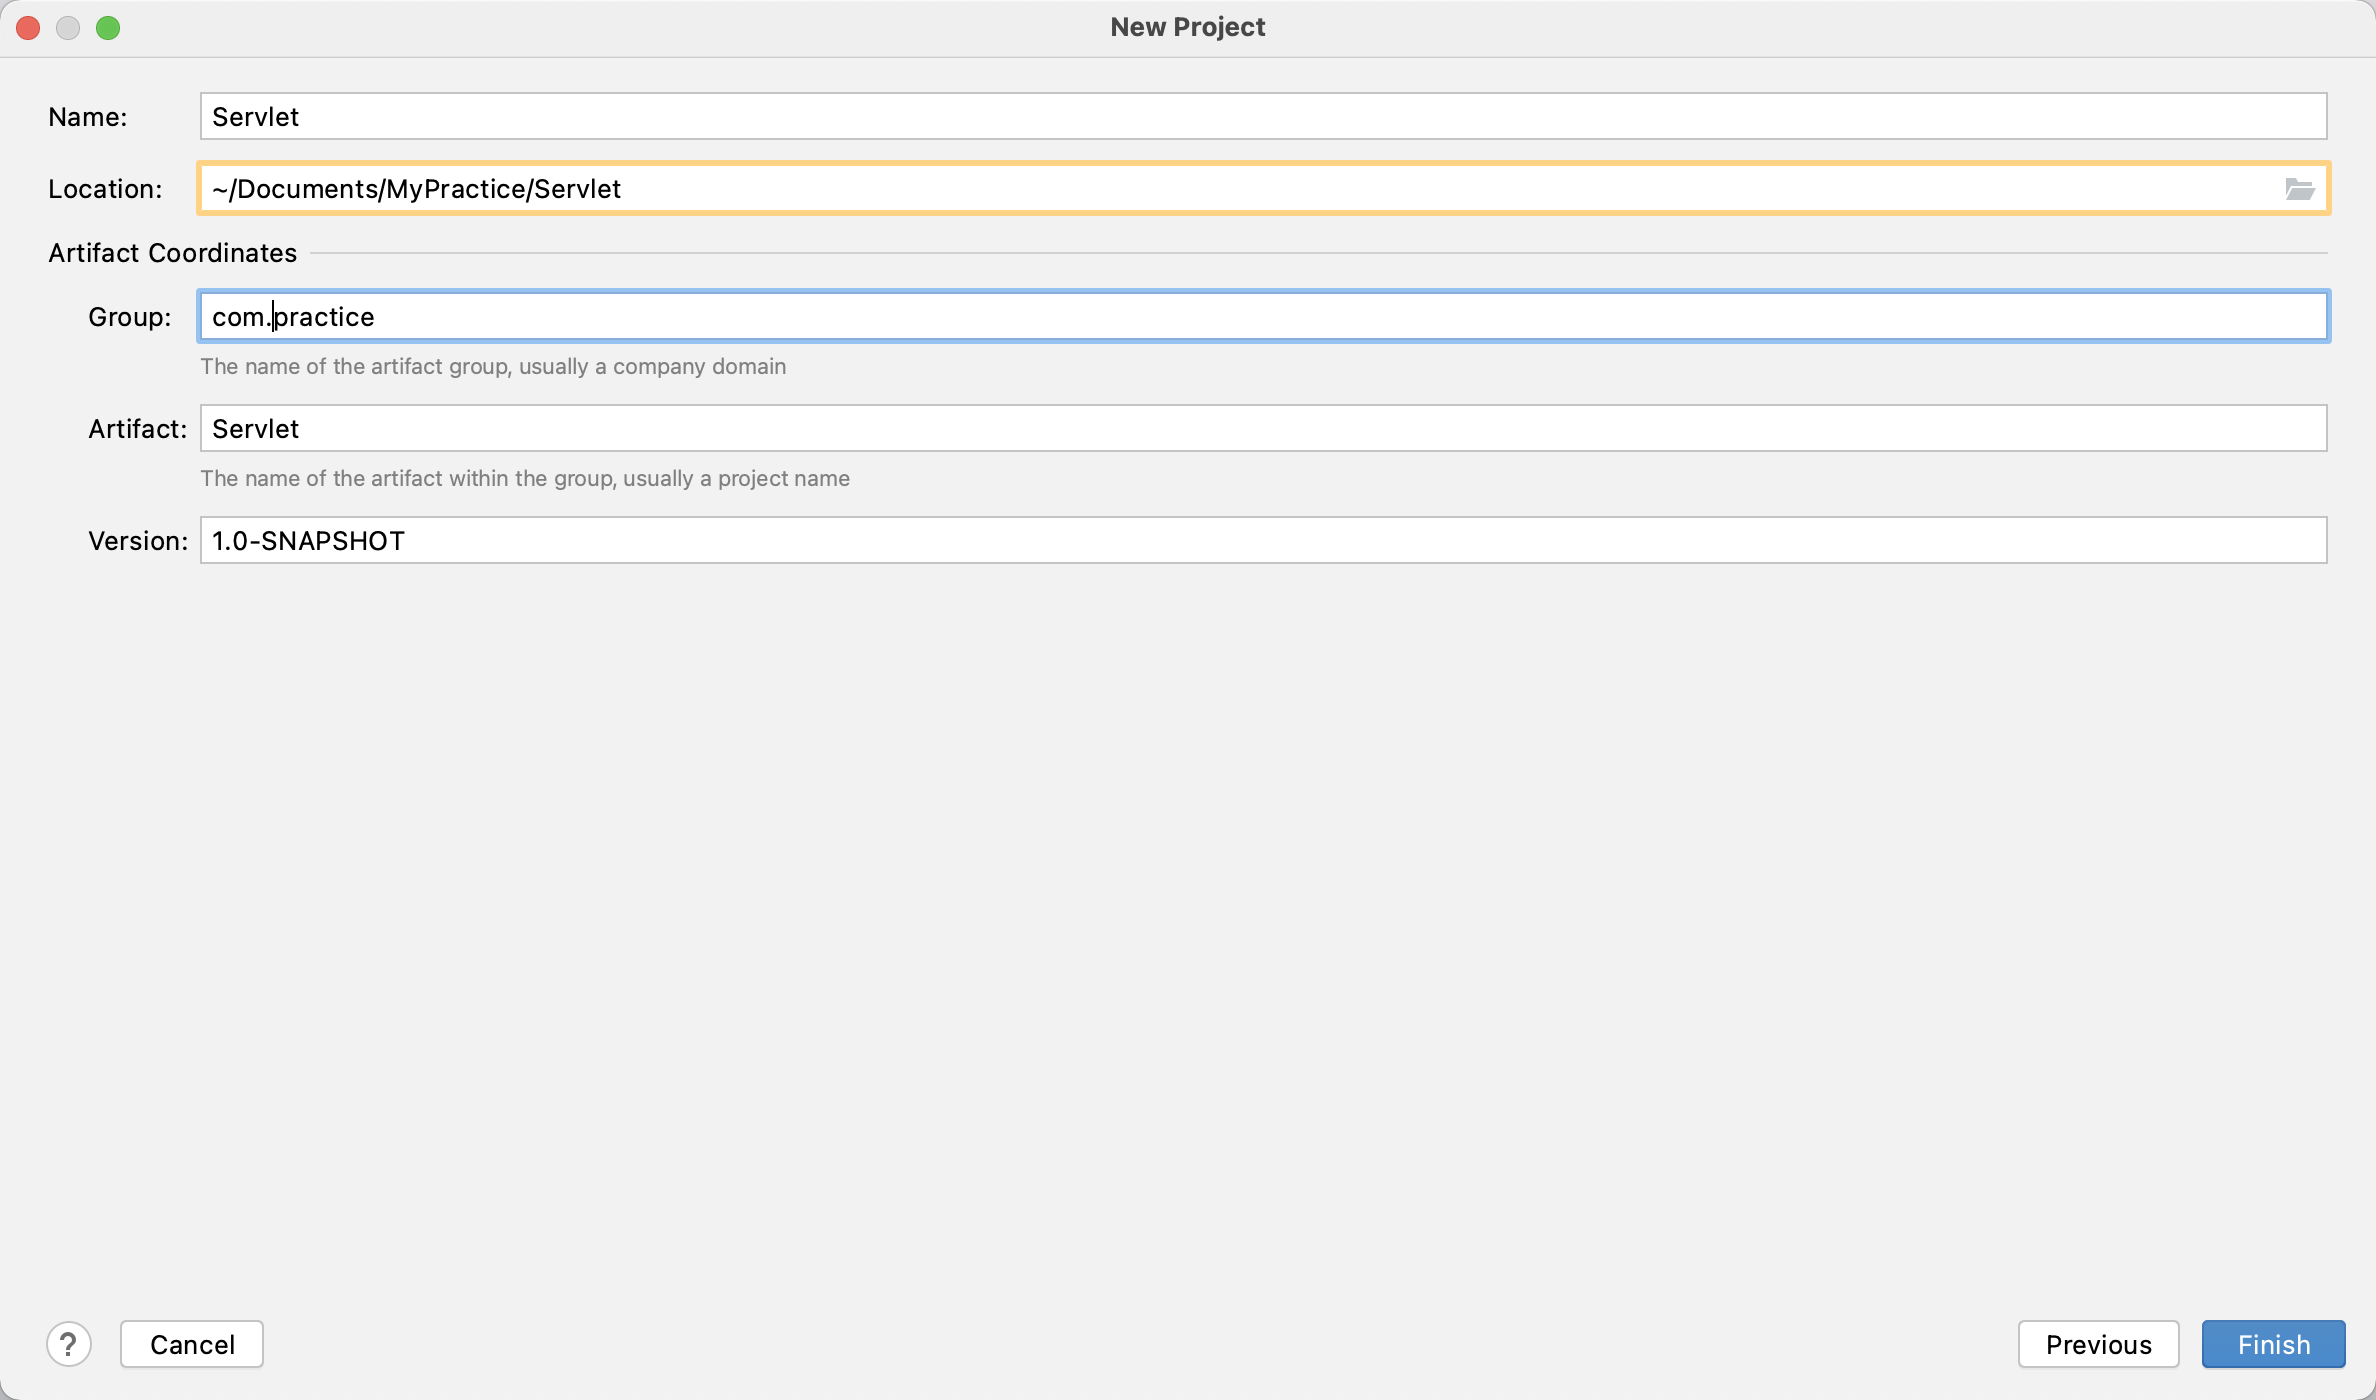 New Project
Name: Servlet
Location: ~/Documents/MyPractice/Servlet
Artifact Coordinates
Group: com.practice
The name of the artifact group, usually a company domain
Artifact: Servlet
The name of the artifact within the group, usually a project name
Version: 1.0-SNAPSHOT
? Cancel Previous Finish